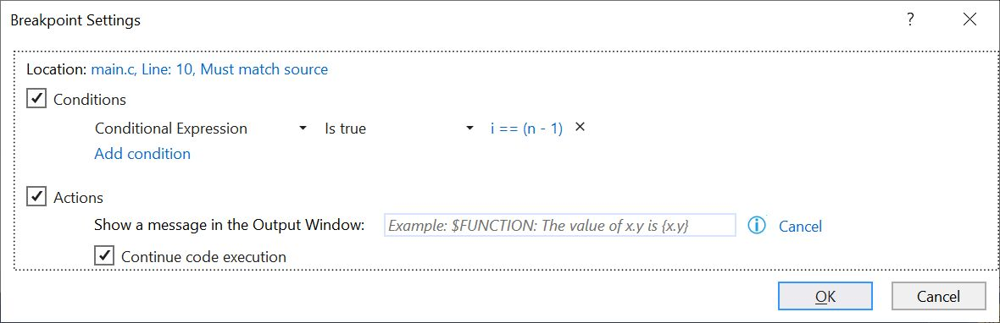 Breakpoint Settings
Location: main.c, Line: 10, Must match source
Conditions
Conditional Expression Is true i == (n - 1)
Add condition
Actions
Show a message in the Output Window: Example: $FUNCTION: The value of x.y is {x.y} Cancel
Continue code execution
OK Cancel